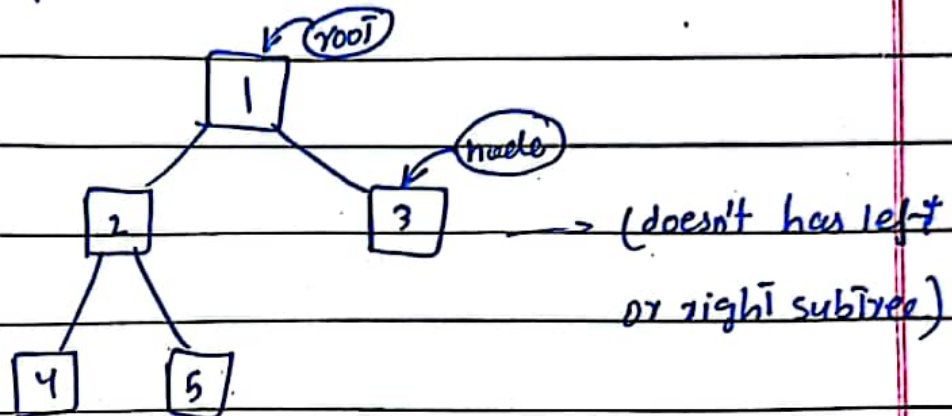 root
1
node
2
3
→ (doesn't has left
or right subtree)
4
5